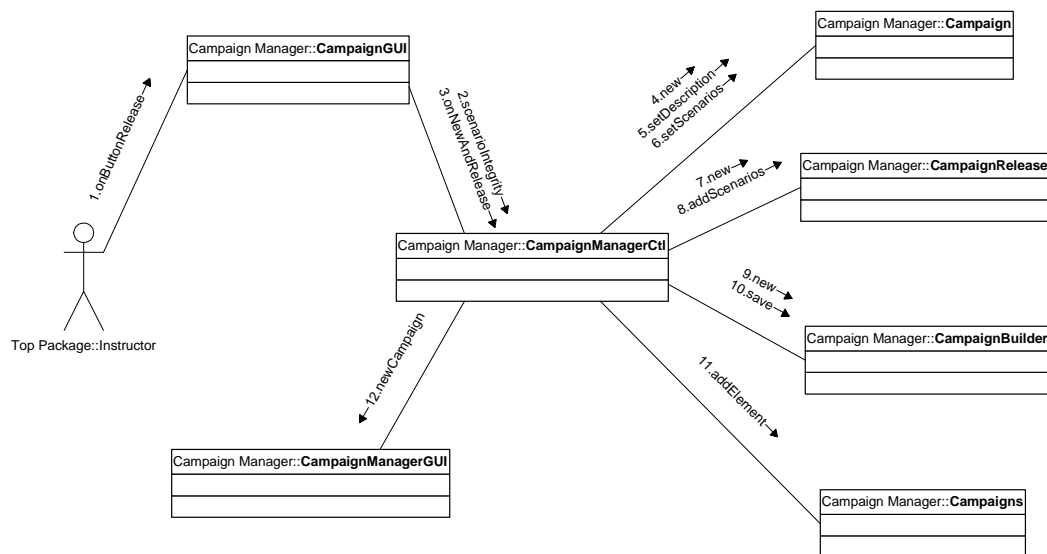 Campaign Manager::Campaign
Campaign Manager::CampaignGUI
1.onButtonRelease
2.scenarioIntegrity
3.onNewAndRelease
4.new
5.setDescription
6.setScenarios
Campaign Manager::CampaignRelease
7.new
8.addScenarios
Campaign Manager::CampaignManagerCtl
9.new
10.save
Top Package::Instructor
Campaign Manager::CampaignBuilder
12.newCampaign
11.addElement
Campaign Manager::CampaignManagerGUI
Campaign Manager::Campaigns